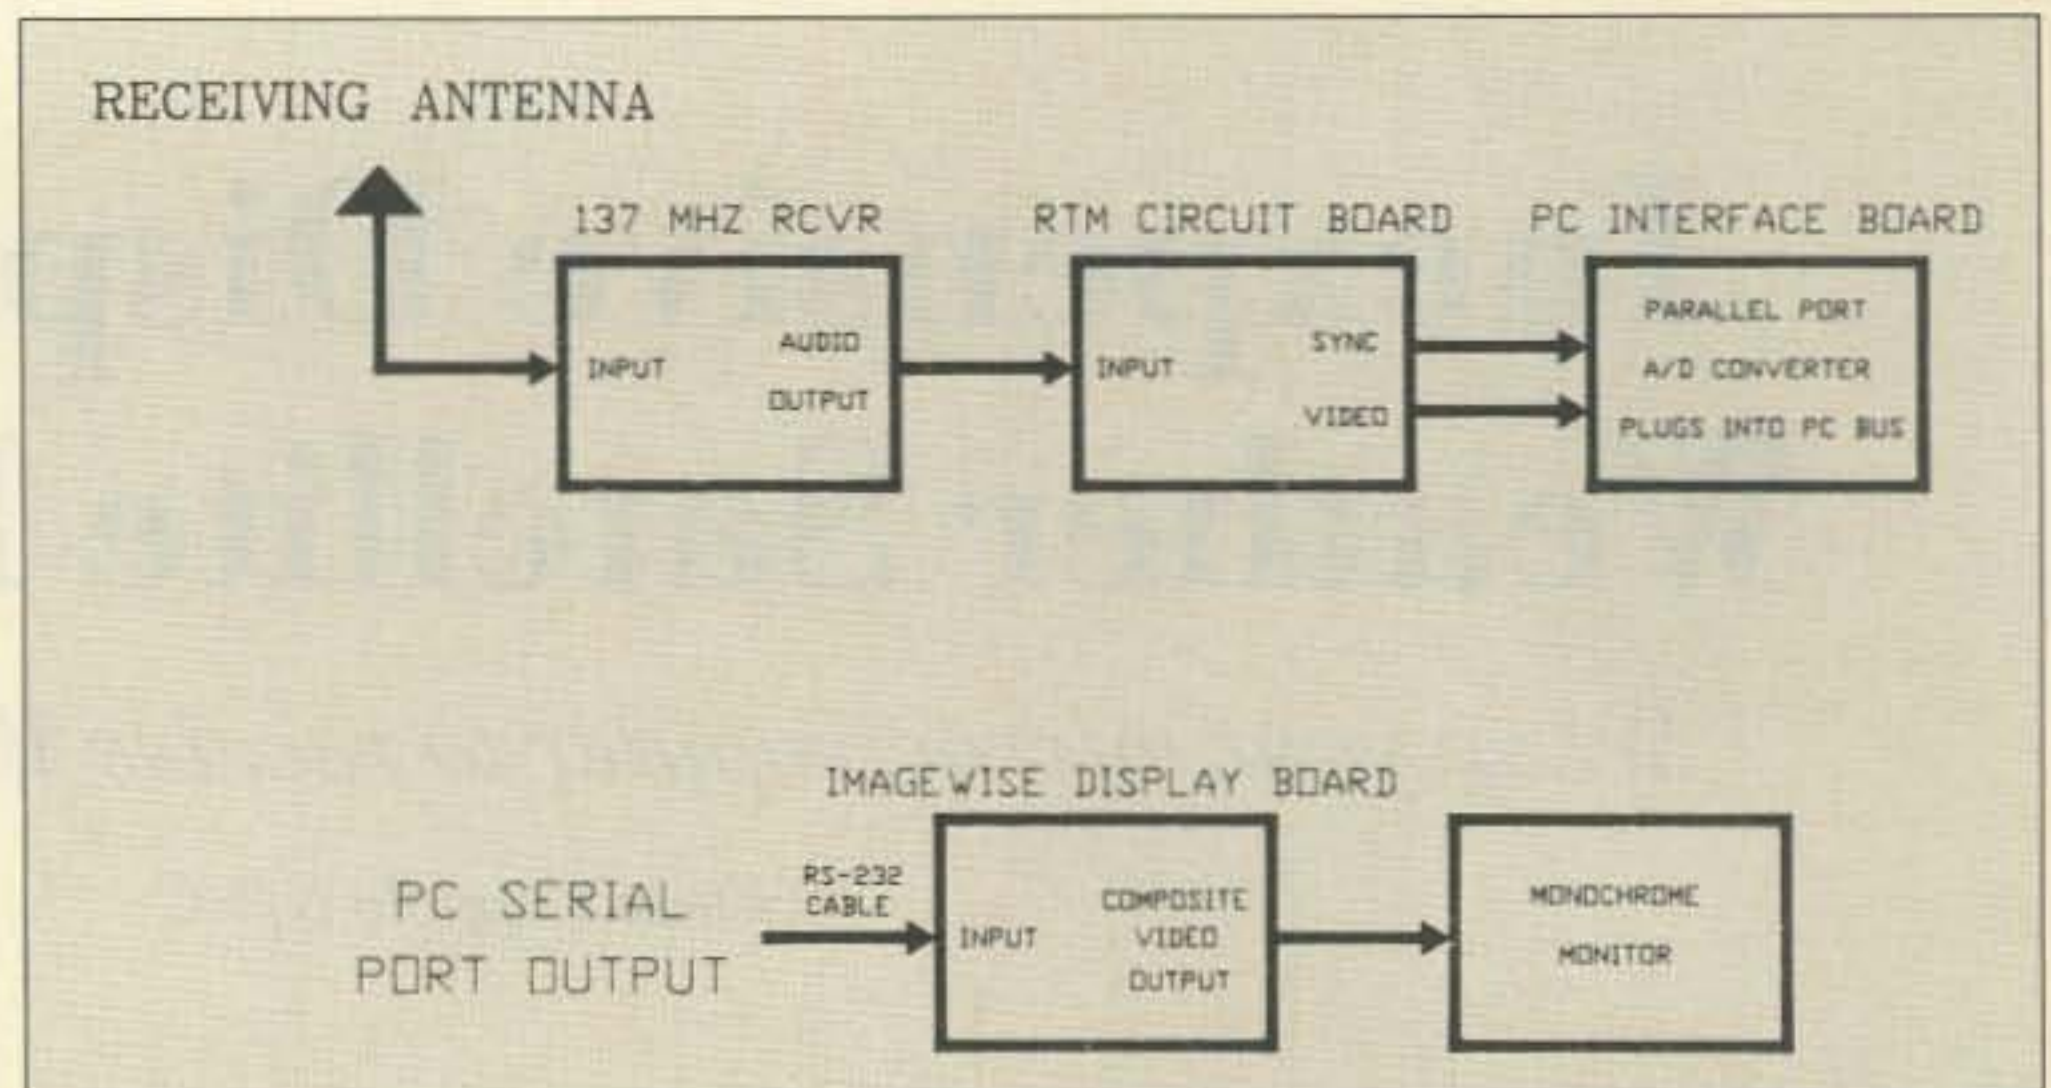 RECEIVING ANTENNA
137 MHZ RCVR
INPUT
AUDIO
OUTPUT
RTM CIRCUIT BOARD
INPUT
SYNC
VIDEO
PC INTERFACE BOARD
PARALLEL PORT
A/D CONVERTER
PLUGS INTO PC BUS
PC SERIAL
PORT OUTPUT
RS-232
CABLE
IMAGEWISE DISPLAY BOARD
INPUT
COMPOSITE
VIDEO
OUTPUT
MONOCHROME
MONITOR